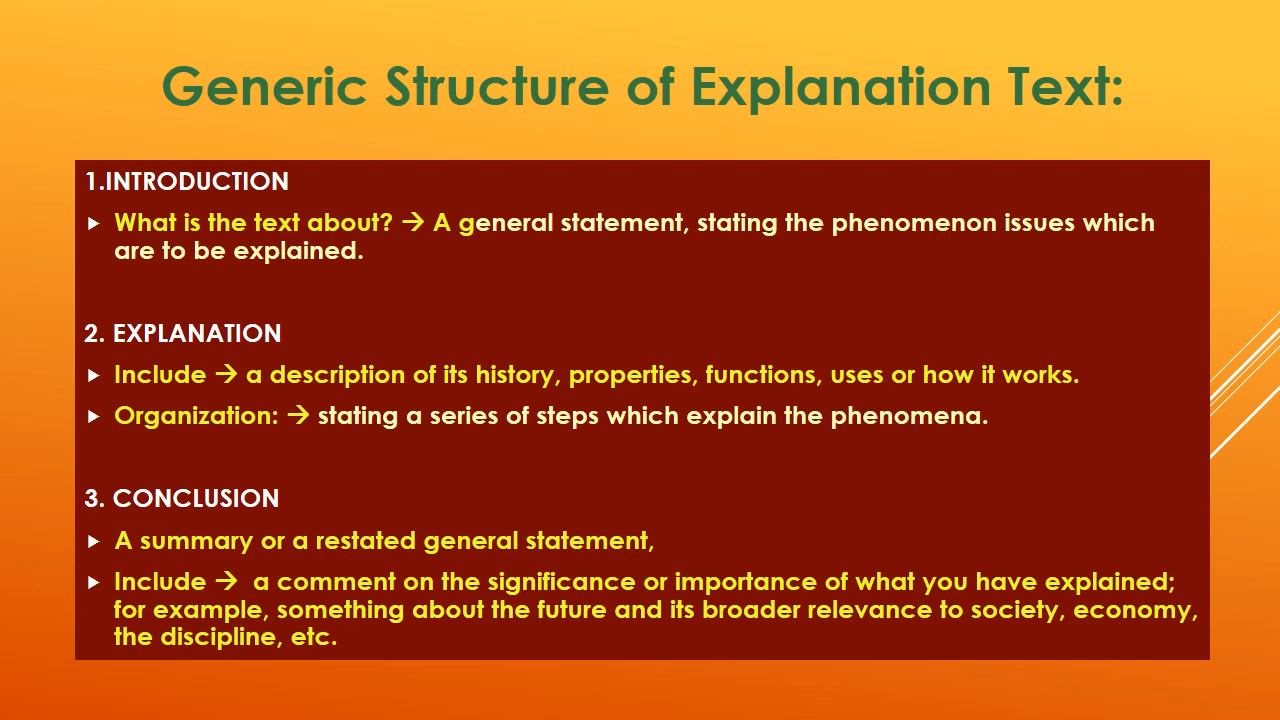 Generic Structure of Explanation Text:
1.INTRODUCTION
What is the text about? → A general statement, stating the phenomenon issues which
are to be explained.
2. EXPLANATION
Include → a description of its history, properties, functions, uses or how it works.
Organization: → stating a series of steps which explain the phenomena.
3. CONCLUSION
A summary or a restated general statement,
Include → a comment on the significance or importance of what you have explained;
for example, something about the future and its broader relevance to society, economy,
the discipline, etc.